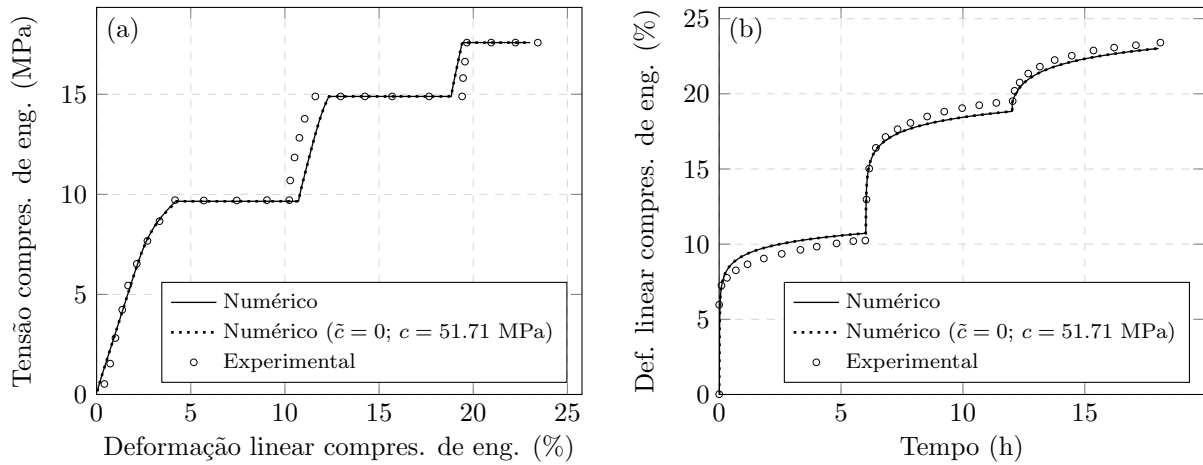 (a)
Tensão compres. de eng. (MPa)
15
10
5
0
0 5 10 15 20 25
Deformação linear compres. de eng. (%)
Numérico
Numérico (c̃ = 0; c = 51.71 MPa)
Experimental
(b)
Def. linear compres. de eng. (%)
25
20
15
10
5
0
0 5 10 15
Tempo (h)
Numérico
Numérico (c̃ = 0; c = 51.71 MPa)
Experimental